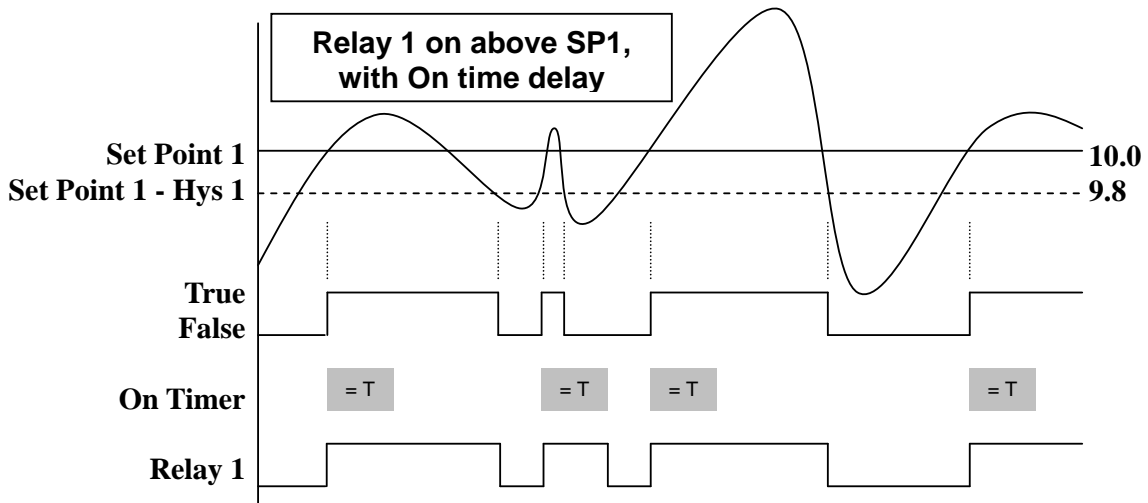 Relay 1 on above SP1,
with On time delay
Set Point 1
10.0
Set Point 1 - Hys 1
9.8
True
False
On Timer
= T
= T
= T
= T
Relay 1